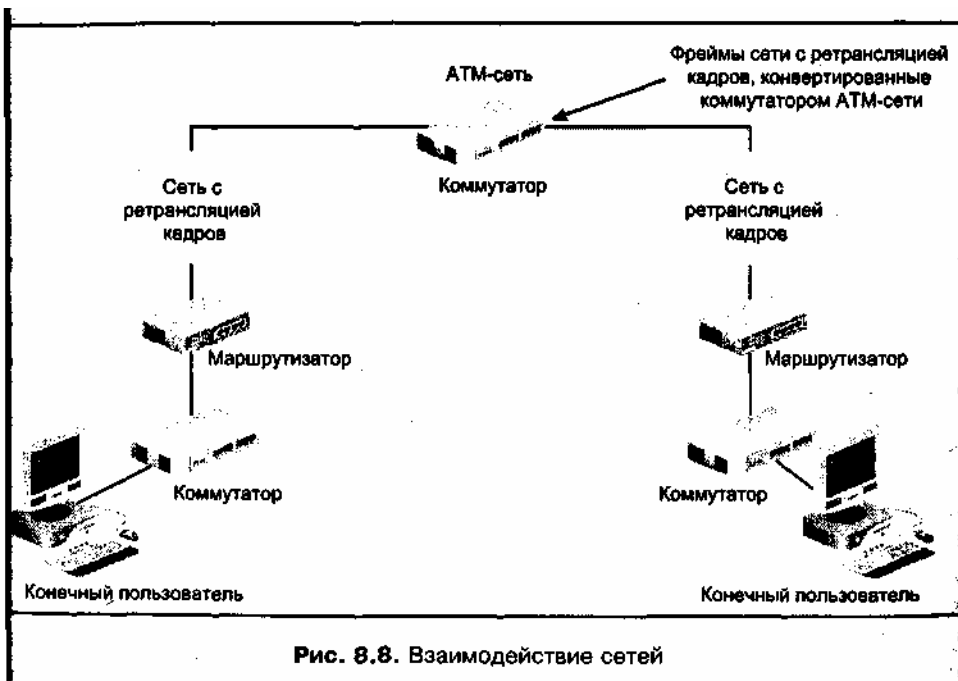 АТМ-сеть
Фреймы сети с ретрансляцией
кадров, конвертированные
коммутатором АТМ-сети
Коммутатор
Сеть с
ретрансляцией
кадров
Сеть с
ретрансляцией
кадров
Маршрутизатор
Маршрутизатор
Коммутатор
Коммутатор
Конечный пользователь
Конечный пользователь
Рис. 8.8. Взаимодействие сетей